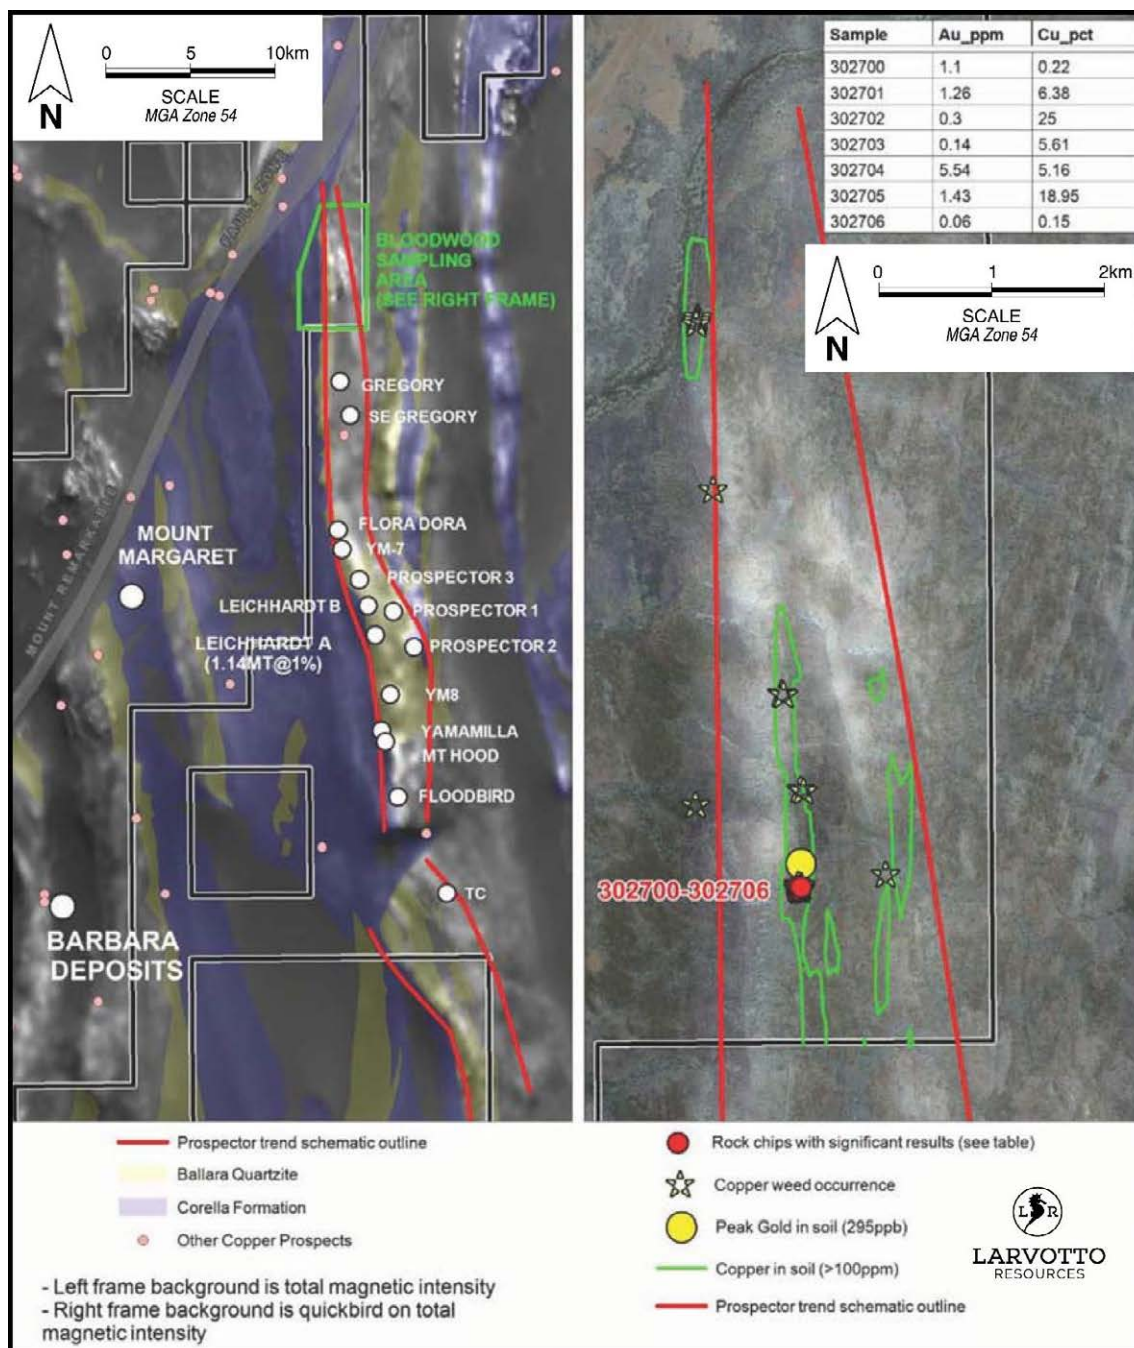 0 5 10km
SCALE
MGA Zone 54
N
FAULT ZONE
BLOODWOOD
SAMPLING
AREA
(SEE RIGHT FRAME)
GREGORY
SE GREGORY
MOUNT REMARKABLE
MOUNT
MARGARET
FLORA DORA
YM-7
PROSPECTOR 3
LEICHHARDT B
PROSPECTOR 1
LEICHHARDT A
(1.14MT@1%)
PROSPECTOR 2
YM8
YAMAMILLA
MT HOOD
FLOODBIRD
TC
BARBARA
DEPOSITS
Sample Au_ppm Cu_pct
302700 1.1 0.22
302701 1.26 6.38
302702 0.3 25
302703 0.14 5.61
302704 5.54 5.16
302705 1.43 18.95
302706 0.06 0.15
0 1 2km
SCALE
MGA Zone 54
N
302700-302706
Prospector trend schematic outline
Ballara Quartzite
Corella Formation
Other Copper Prospects
- Left frame background is total magnetic intensity
- Right frame background is quickbird on total
magnetic intensity
Rock chips with significant results (see table)
Copper weed occurrence
Peak Gold in soil (295ppb)
Copper in soil (>100ppm)
Prospector trend schematic outline
L R
LARVOTTO
RESOURCES